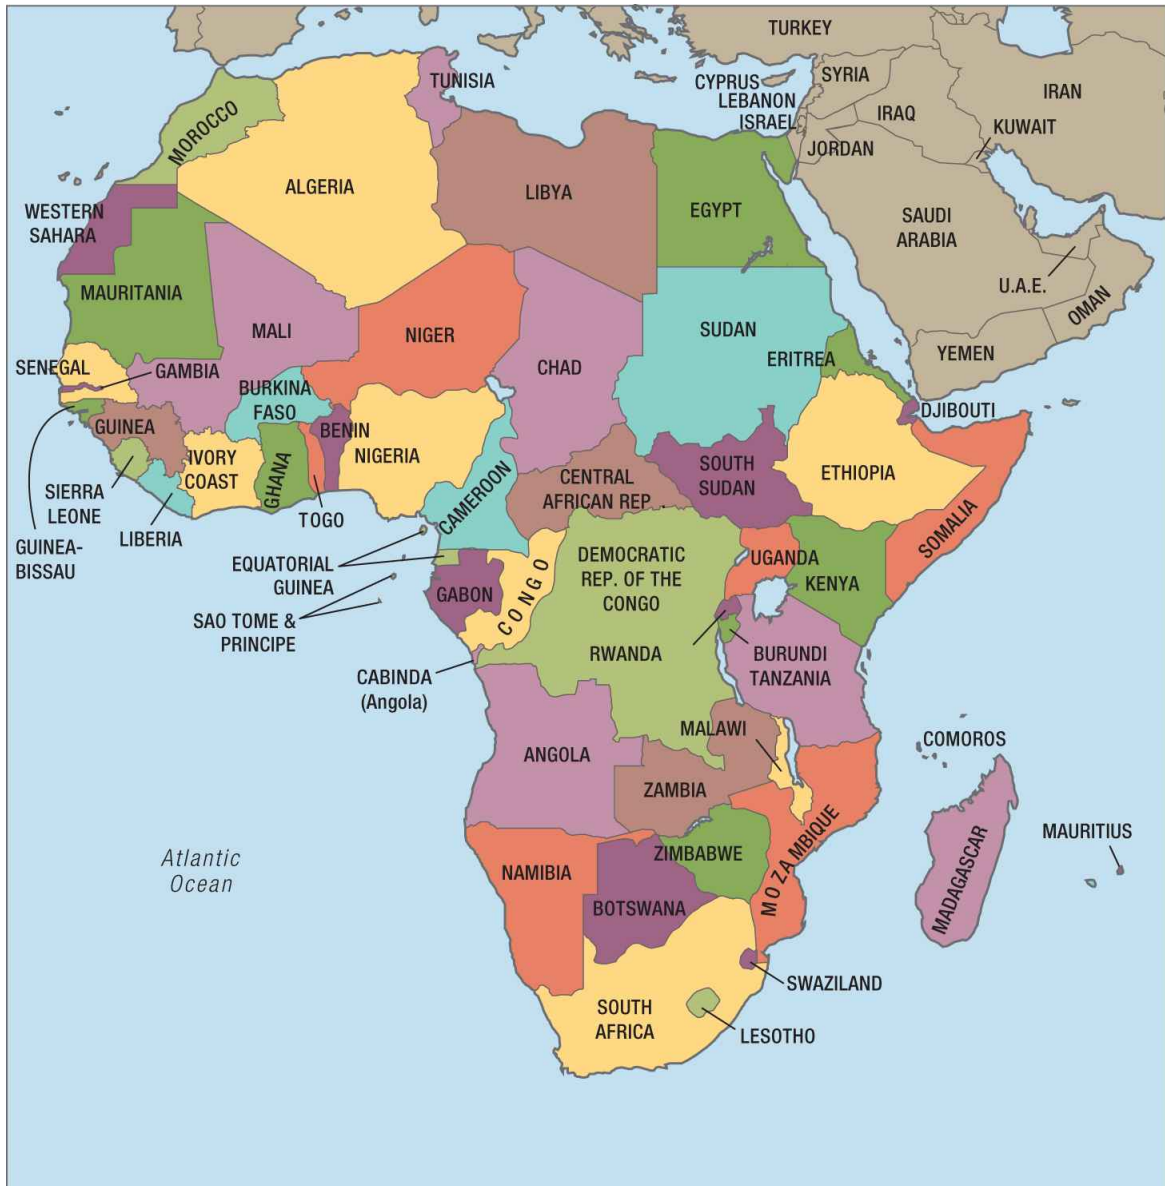 TURKEY
TUNISIA
CYPRUS
SYRIA
LEBANON
ISRAEL
IRAQ
IRAN
KUWAIT
MOROCCO
JORDAN
ALGERIA
LIBYA
EGYPT
SAUDI
ARABIA
WESTERN
SAHARA
U.A.E.
OMAN
MAURITANIA
MALI
NIGER
CHAD
SUDAN
ERITREA
YEMEN
SENEGAL
GAMBIA
BURKINA
FASO
DJIBOUTI
GUINEA
BENIN
NIGERIA
IVORY
COAST
GHANA
CAMEROON
CENTRAL
AFRICAN REP.
SOUTH
SUDAN
ETHIOPIA
SOMALIA
SIERRA
LEONE
LIBERIA
TOGO
GUINEA-
BISSAU
EQUATORIAL
GUINEA
GABON
CONGO
DEMOCRATIC
REP. OF THE
CONGO
UGANDA
KENYA
SAO TOME &
PRINCIPE
RWANDA
BURUNDI
TANZANIA
CABINDA
(Angola)
MALAWI
COMOROS
ANGOLA
ZAMBIA
MOZAMBIQUE
MADAGASCAR
MAURITIUS
Atlantic
Ocean
NAMIBIA
ZIMBABWE
BOTSWANA
SWAZILAND
SOUTH
AFRICA
LESOTHO